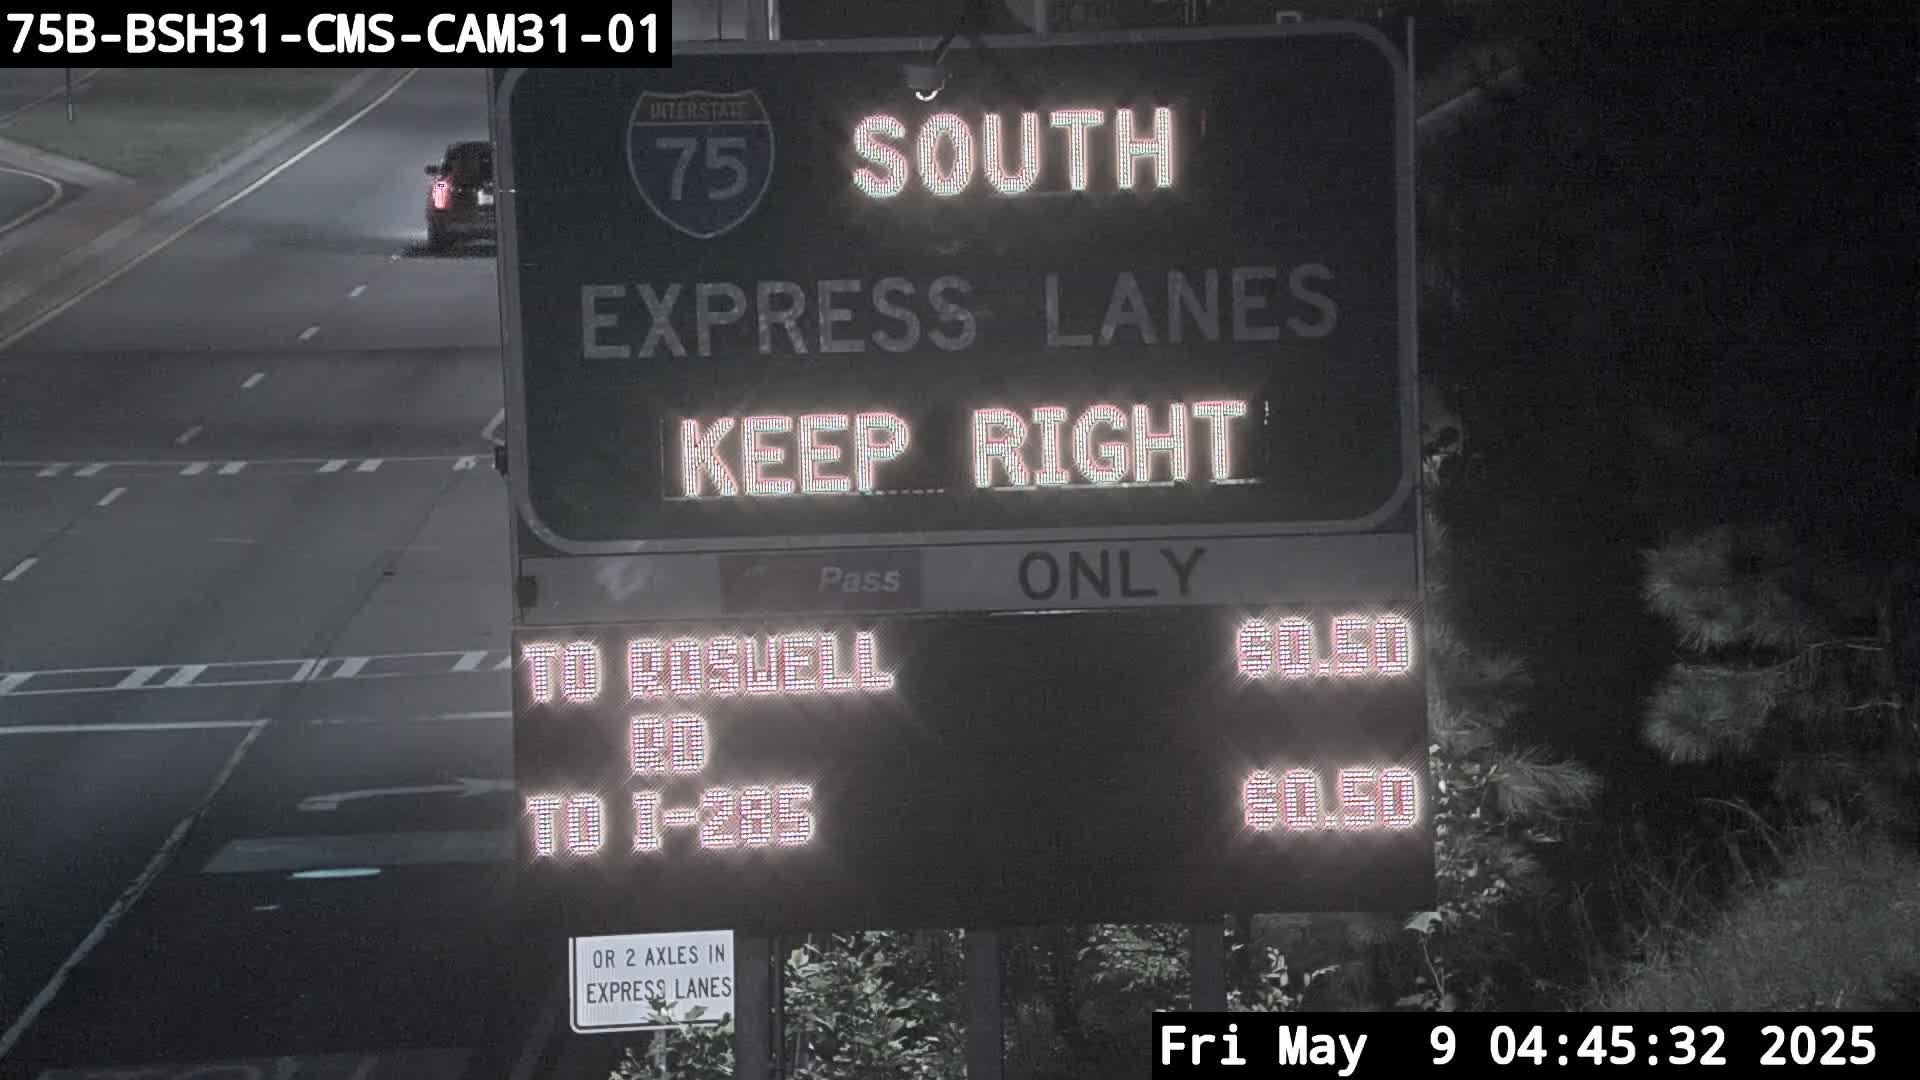 75B-BSH31-CMS-CAM31-01
INTERSTATE
75
SOUTH
EXPRESS LANES
KEEP RIGHT
Pass ONLY
TO ROSWELL $0.50
RD
TO I-285 $0.50
OR 2 AXLES IN
EXPRESS LANES
Fri May 9 04:45:32 2025